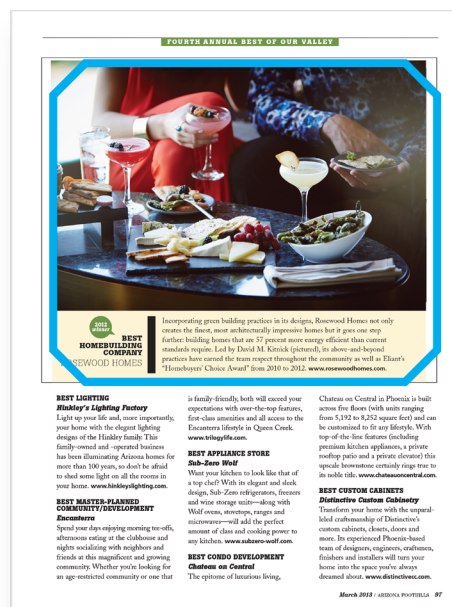 FOURTH ANNUAL BEST OF OUR VALLEY
2012
winner
BEST
HOMEBUILDING
COMPANY
ROSEWOOD HOMES
Incorporating green building practices in its designs, Rosewood Homes not only
creates the finest, most architecturally impressive homes but it goes one step
further: building homes that are 57 percent more energy efficient than current
standards require. Led by David M. Kitnick (pictured), its above-and-beyond
practices have earned the team respect throughout the community as well as Eliant's
"Homebuyers' Choice Award" from 2010 to 2012. www.rosewoodhomes.com.
BEST LIGHTING
Hinkley's Lighting Factory
Light up your life and, more importantly,
your home with the elegant lighting
designs of the Hinkley family. This
family-owned and -operated business
has been illuminating Arizona homes for
more than 100 years, so don't be afraid
to shed some light on all the rooms in
your home. www.hinkleyslighting.com.
BEST MASTER-PLANNED
COMMUNITY/DEVELOPMENT
Encanterra
Spend your days enjoying morning tee-offs,
afternoons eating at the clubhouse and
nights socializing with neighbors and
friends at this magnificent and growing
community. Whether you're looking for
an age-restricted community or one that
is family-friendly, both will exceed your
expectations with over-the-top features,
first-class amenities and all access to the
Encanterra lifestyle in Queen Creek.
www.trilogylife.com.
BEST APPLIANCE STORE
Sub-Zero Wolf
Want your kitchen to look like that of
a top chef? With its elegant and sleek
design, Sub-Zero refrigerators, freezers
and wine storage units—along with
Wolf ovens, stovetops, ranges and
microwaves—will add the perfect
amount of class and cooking power to
any kitchen. www.subzero-wolf.com.
BEST CONDO DEVELOPMENT
Chateau on Central
The epitome of luxurious living,
Chateau on Central in Phoenix is built
across five floors (with units ranging
from 5,192 to 8,252 square feet) and can
be customized to fit any lifestyle. With
top-of-the-line features (including
premium kitchen appliances, a private
rooftop patio and a private elevator) this
upscale brownstone certainly rings true to
its noble title. www.chateauoncentral.com.
BEST CUSTOM CABINETS
Distinctive Custom Cabinetry
Transform your home with the unparal-
leled craftsmanship of Distinctive's
custom cabinets, closets, doors and
more. Its experienced Phoenix-based
team of designers, engineers, craftsmen,
finishers and installers will turn your
home into the space you've always
dreamed about. www.distinctivecc.com.
March 2013 | ARIZONA FOOTHILLS 97